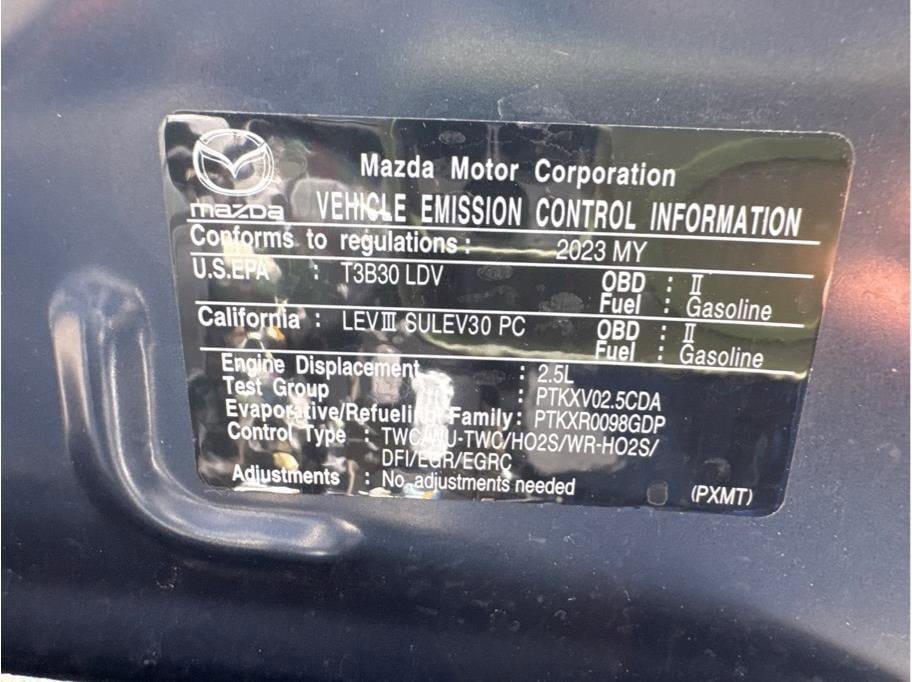 Mazda Motor Corporation
mazda VEHICLE EMISSION CONTROL INFORMATION
Conforms to regulations : 2023 MY
U.S.EPA : T3B30 LDV OBD : II
Fuel : Gasoline
California : LEVIII SULEV30 PC OBD : II
Fuel : Gasoline
Engine Displacement : 2.5L
Test Group : PTKXV02.5CDA
Evaporative/Refueling Family : PTKXR0098GDP
Control Type : TWC/WU-TWC/HO2S/WR-HO2S/
DFI/EGR/EGRC
Adjustments : No adjustments needed
(PXMT)